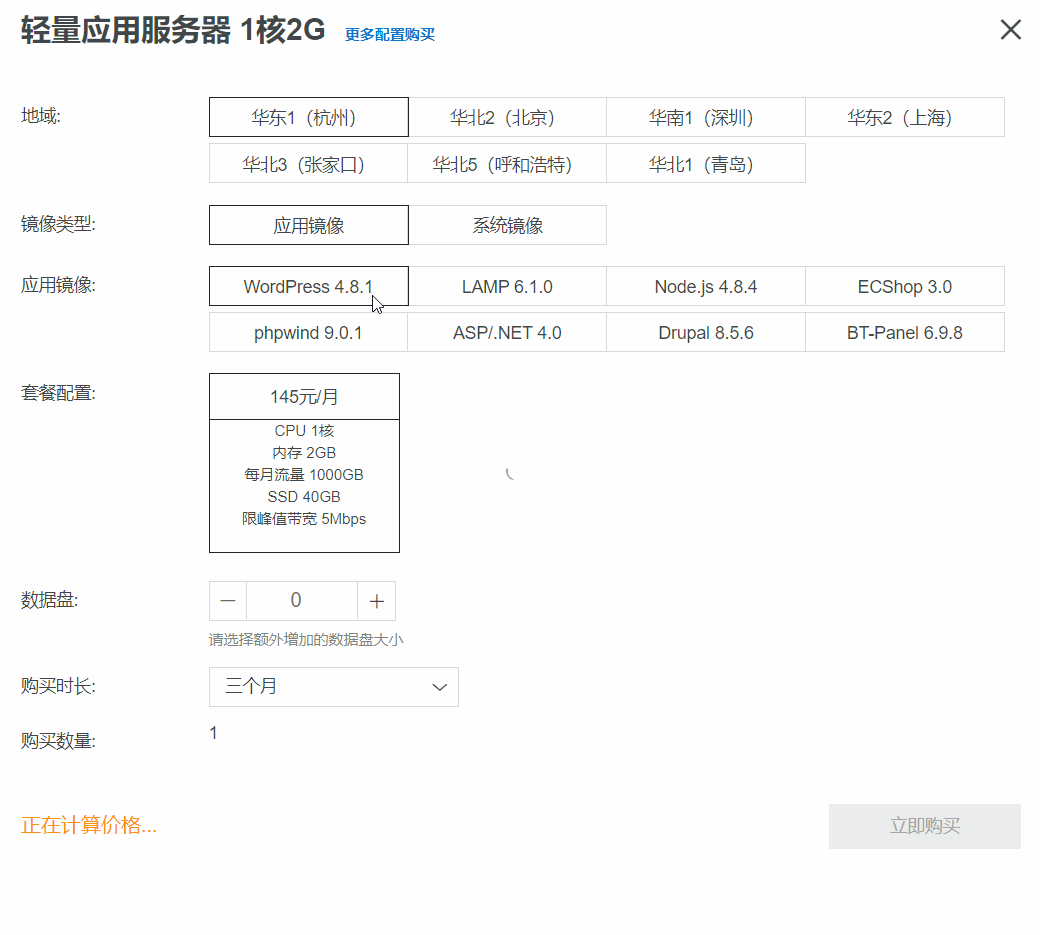 轻量应用服务器 1核2G 更多配置购买
地域:
华东1（杭州） 华北2（北京） 华南1（深圳） 华东2（上海）
华北3（张家口） 华北5（呼和浩特） 华北1（青岛）
镜像类型:
应用镜像 系统镜像
应用镜像:
WordPress 4.8.1 LAMP 6.1.0 Node.js 4.8.4 ECShop 3.0
phpwind 9.0.1 ASP/.NET 4.0 Drupal 8.5.6 BT-Panel 6.9.8
套餐配置:
145元/月
CPU 1核
内存 2GB
每月流量 1000GB
SSD 40GB
限峰值带宽 5Mbps
数据盘:
0
请选择额外增加的数据盘大小
购买时长:
三个月
购买数量:
1
正在计算价格...
立即购买